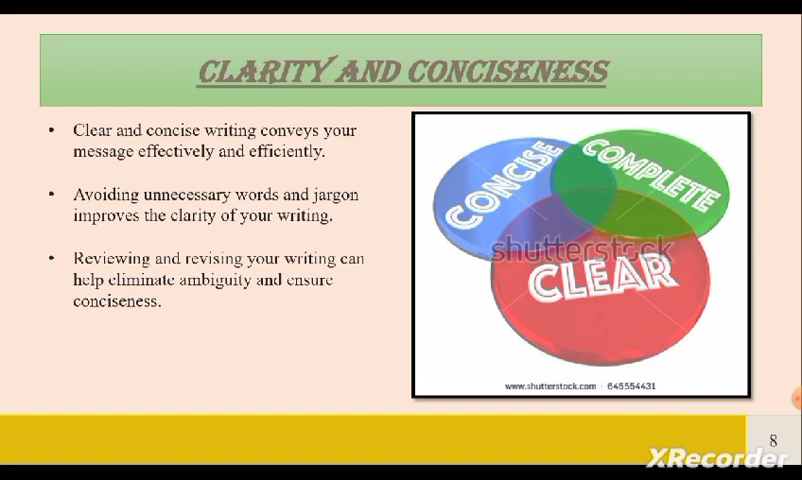 CLARITY AND CONCISENESS
• Clear and concise writing conveys your
message effectively and efficiently.
• Avoiding unnecessary words and jargon
improves the clarity of your writing.
• Reviewing and revising your writing can
help eliminate ambiguity and ensure
conciseness.
CONCISE
COMPLETE
shutterstock
CLEAR
www.shutterstock.com · 645554431
8
XRecorder